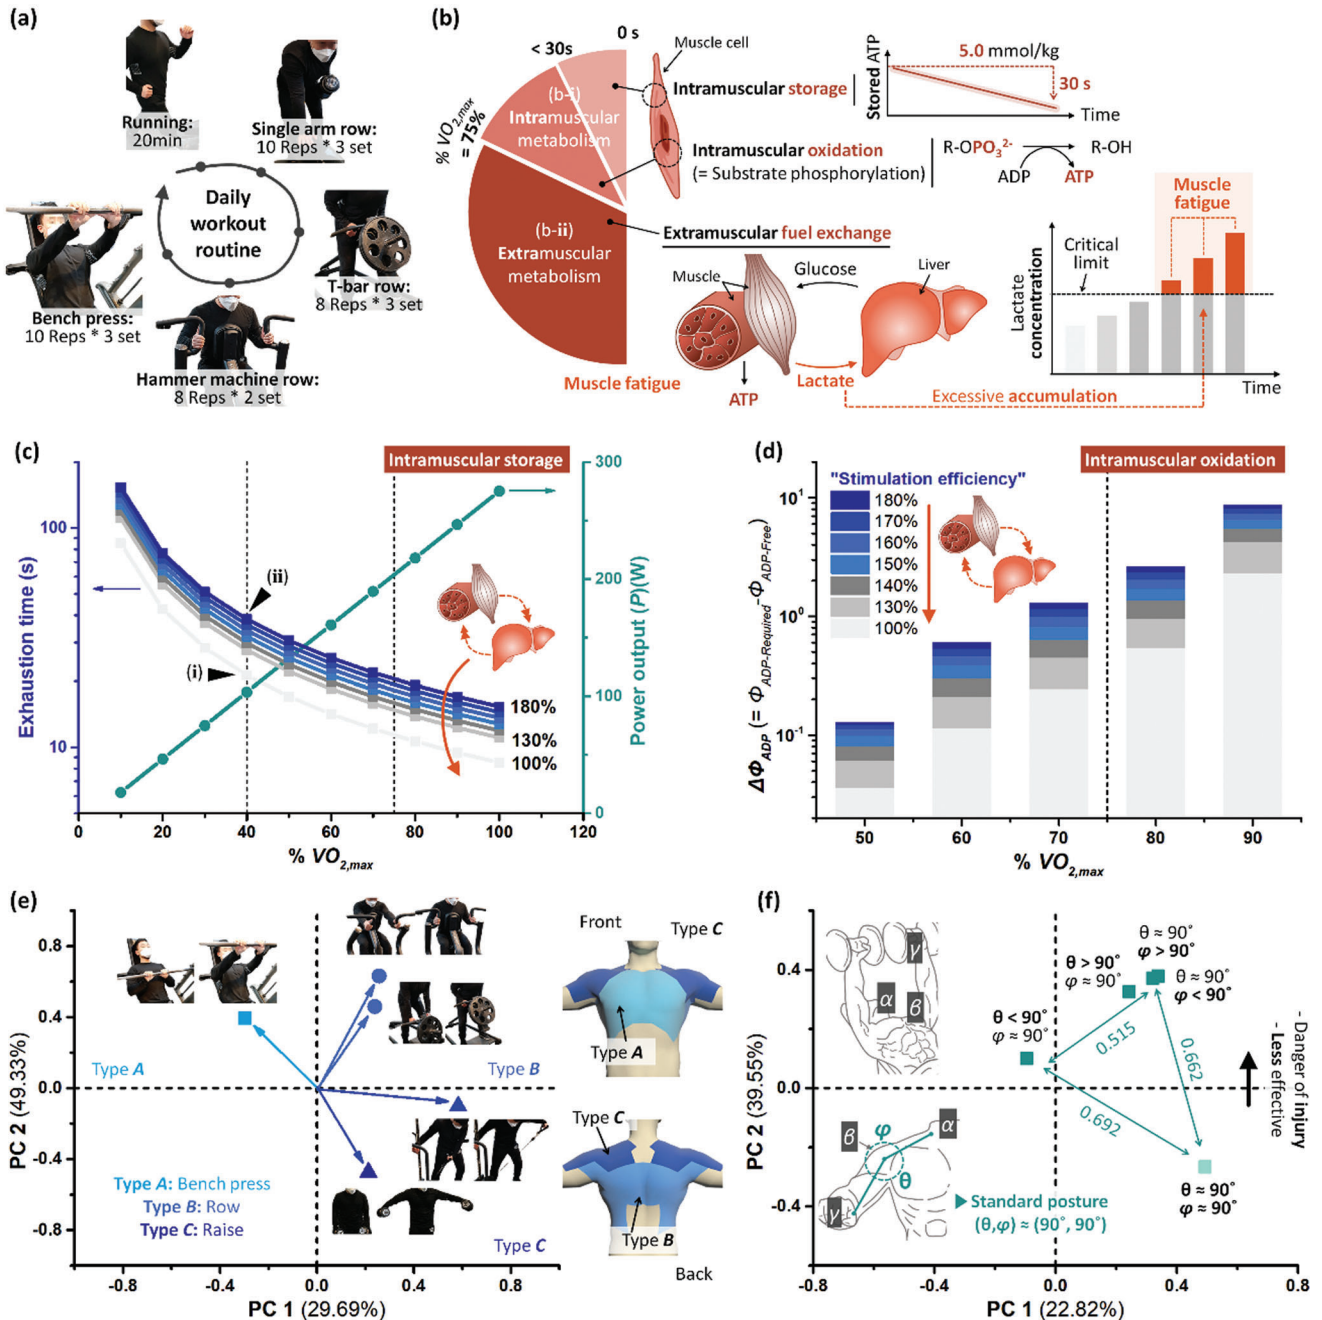 (a)
Running:
20min
Single arm row:
10 Reps * 3 set
Daily
workout
routine
Bench press:
10 Reps * 3 set
T-bar row:
8 Reps * 3 set
Hammer machine row:
8 Reps * 2 set
(b)
0 s
< 30s
% VO2,max
= 75%
(b-i)
Intramuscular
metabolism
(b-ii)
Extramuscular
metabolism
Muscle cell
Intramuscular storage
Intramuscular oxidation
(= Substrate phosphorylation)
Extramuscular fuel exchange
Stored ATP
5.0 mmol/kg
30 s
Time
R-OPO3 2-
R-OH
ADP
ATP
Muscle
Glucose
Liver
Muscle fatigue
ATP
Lactate
Excessive accumulation
Muscle
fatigue
Critical
limit
Lactate
concentration
Time
(c)
Intramuscular storage
300
200
100
0
100
10
Exhaustion time (s)
Power output (P)(W)
(ii)
(i)
180%
130%
100%
0 20 40 60 80 100 120
% VO2,max
(d)
Intramuscular oxidation
"Stimulation efficiency"
180%
170%
160%
150%
140%
130%
100%
10^1
10^0
10^-1
ΔΦADP (= ΦADP-Required-ΦADP-Free)
50 60 70 80 90
% VO2,max
(e)
0.8
0.4
0.0
-0.4
-0.8
PC 2 (49.33%)
Type A
Type B
Type C
Type A: Bench press
Type B: Row
Type C: Raise
-0.8 -0.4 0.0 0.4 0.8
PC 1 (29.69%)
Front
Type C
Type A
Type C
Type B
Back
(f)
0.4
0.0
-0.4
PC 2 (39.55%)
γ
α
β
β
φ
α
θ
γ
θ ≈ 90°
φ > 90°
θ > 90°
φ ≈ 90°
θ ≈ 90°
φ < 90°
θ < 90°
φ ≈ 90°
0.515
0.662
0.692
θ ≈ 90°
φ ≈ 90°
Standard posture
(θ,φ) ≈ (90°, 90°)
- Danger of injury
- Less effective
-0.8 -0.4 0.0 0.4 0.8
PC 1 (22.82%)